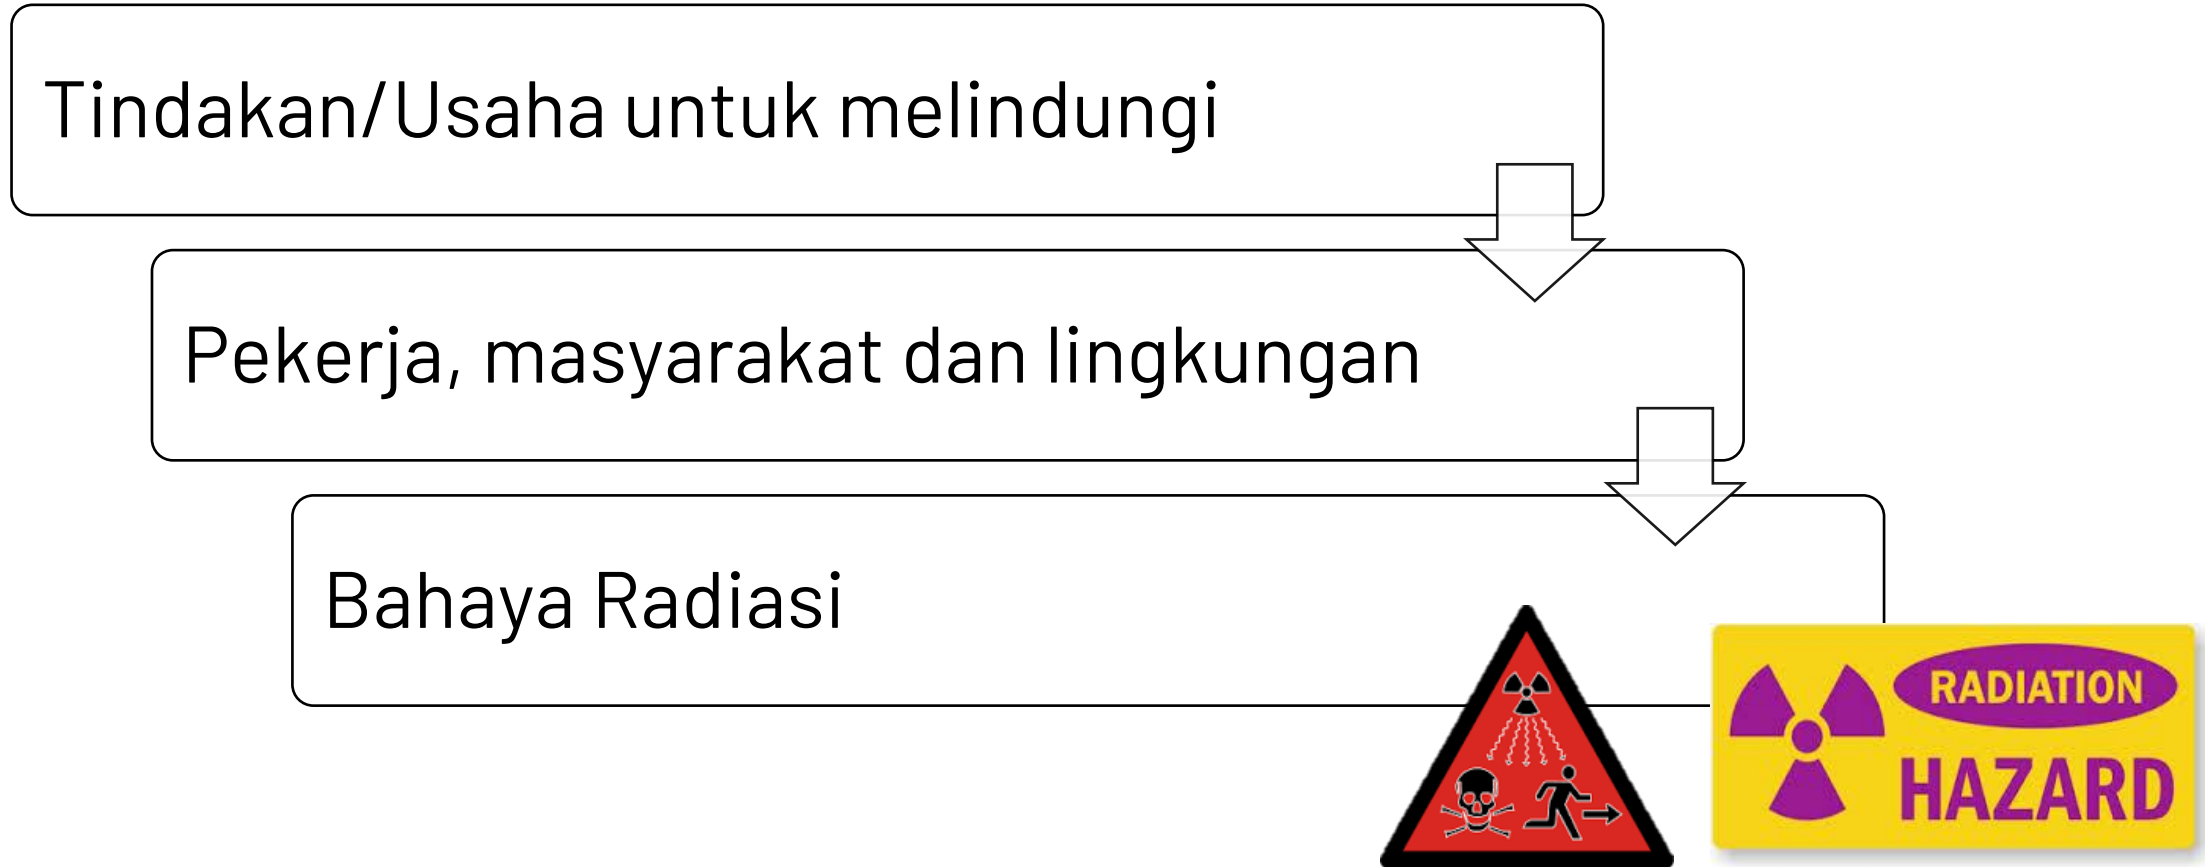 Tindakan/Usaha untuk melindungi
Pekerja, masyarakat dan lingkungan
Bahaya Radiasi
RADIATION
HAZARD